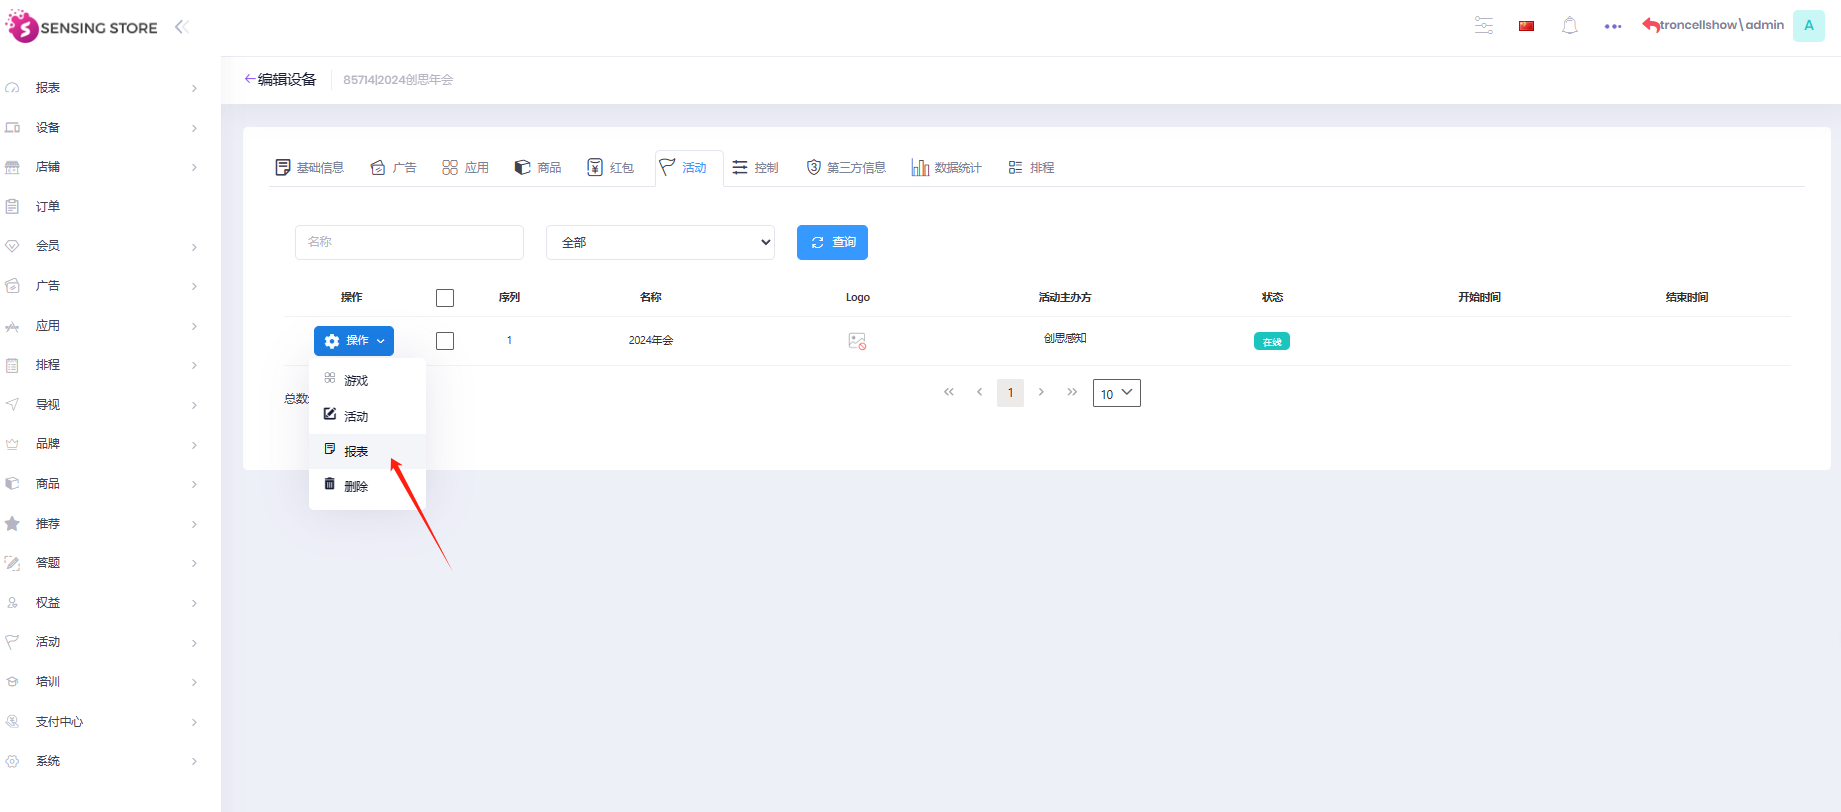 SENSING STORE
troncellshow\admin
A
报表
设备
店铺
订单
会员
广告
应用
排程
导视
品牌
商品
推荐
答题
权益
活动
培训
支付中心
系统
编辑设备
85714|2024创思年会
基础信息
广告
应用
商品
红包
活动
控制
第三方信息
数据统计
排程
名称
全部
查询
操作 序列 名称 Logo 活动主办方 状态 开始时间 结束时间
操作 1 2024年会 创思感知 在线
游戏
活动
报表
删除
总数
1
10